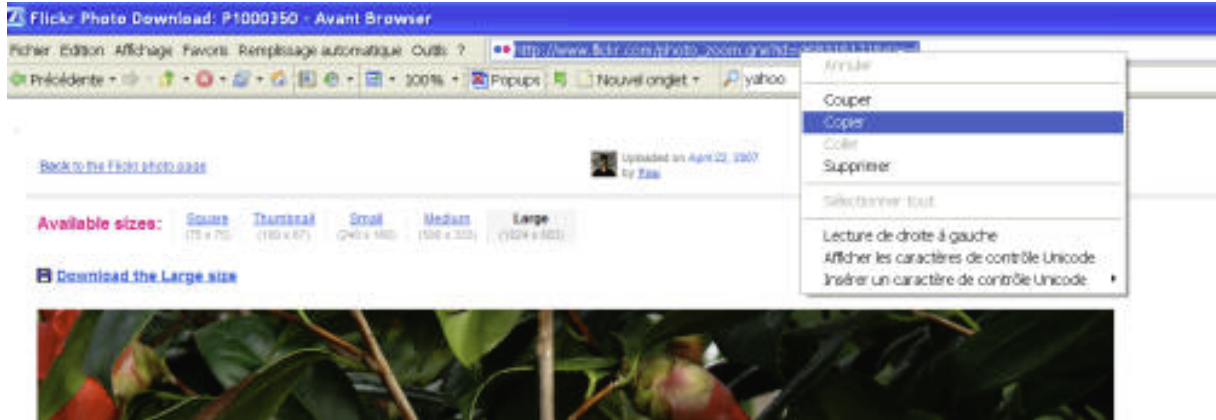 Flickr Photo Download: P1000350 - Avant Browser
Fichier Edition Affichage Favoris Remplissage automatique Outils ?
Précédente 100% Popups Nouvel onglet yahoo
Annuler
Couper
Copier
Coller
Supprimer
Sélectionner tout
Lecture de droite à gauche
Afficher les caractères de contrôle Unicode
Insérer un caractère de contrôle Unicode
Back to the Flickr photo page
Uploaded on April 22, 2007
by
Available sizes: Square Thumbnail Small Medium Large
(75 x 75)
Download the Large size